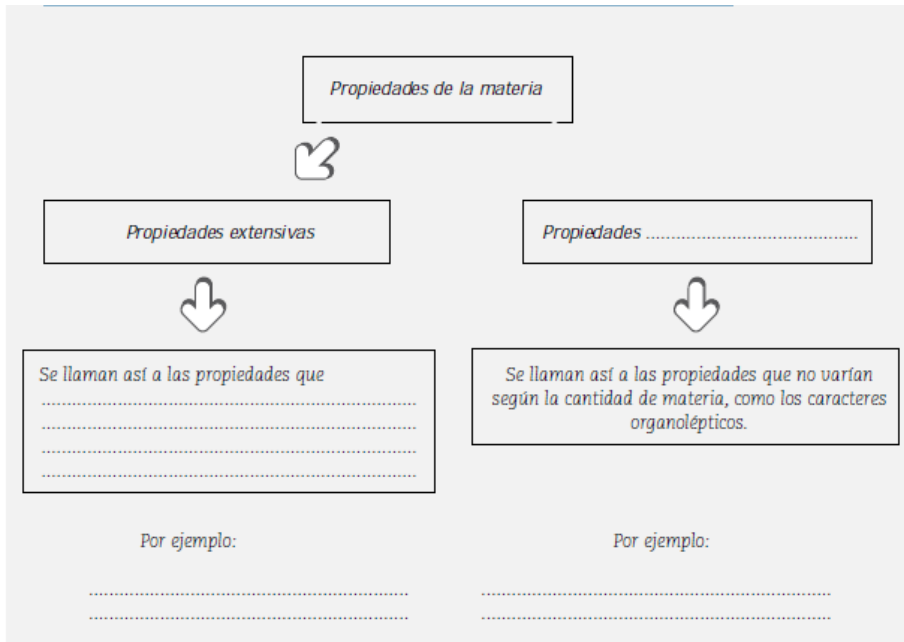 Propiedades de la materia
Propiedades extensivas
Propiedades ..........................................
Se llaman así a las propiedades que
..........................................................................
..........................................................................
..........................................................................
..........................................................................
Se llaman así a las propiedades que no varían
según la cantidad de materia, como los caracteres
organolépticos.
Por ejemplo:
................................................................
................................................................
Por ejemplo:
......................................................................
......................................................................